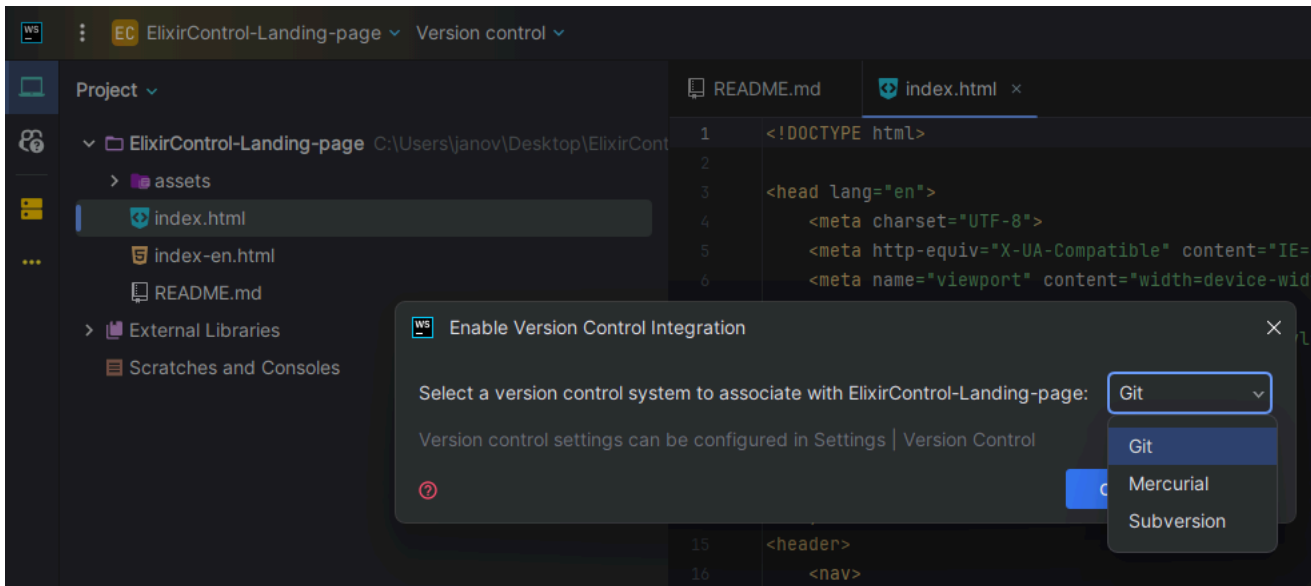 WS EC ElixirControl-Landing-page Version control
Project
README.md index.html
ElixirControl-Landing-page C:\Users\janov\Desktop\ElixirCont
assets
index.html
index-en.html
README.md
External Libraries
Scratches and Consoles
1 <!DOCTYPE html>
2
3 <head lang="en">
4 <meta charset="UTF-8">
5 <meta http-equiv="X-UA-Compatible" content="IE=
6 <meta name="viewport" content="width=device-wid
WS Enable Version Control Integration
Select a version control system to associate with ElixirControl-Landing-page: Git
Version control settings can be configured in Settings | Version Control
Git
Mercurial
Subversion
15 <header>
16 <nav>